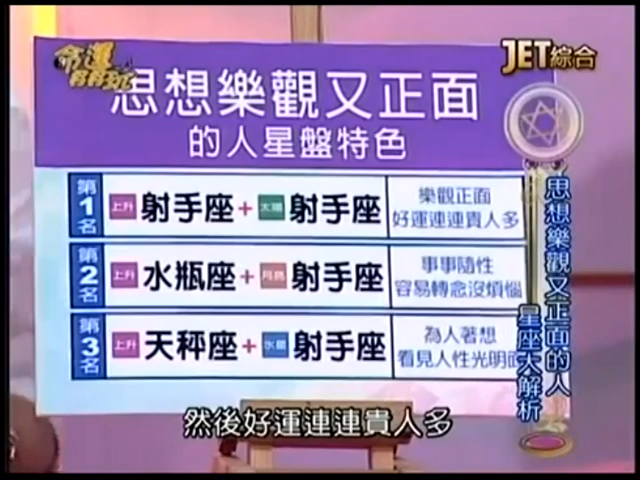 命運好好玩
JET綜合
思想樂觀又正面
的人星盤特色
第1名
上升 射手座+太陽 射手座
樂觀正面
好運連連貴人多
第2名
上升 水瓶座+月亮 射手座
事事隨性
容易轉念沒煩惱
第3名
上升 天秤座+水星 射手座
為人著想
看見人性光明面
思想樂觀又正面的人
星座大解析
然後好運連連貴人多